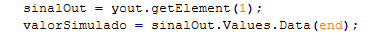 sinalOut = yout.getElement(1);
valorSimulado = sinalOut.Values.Data(end);